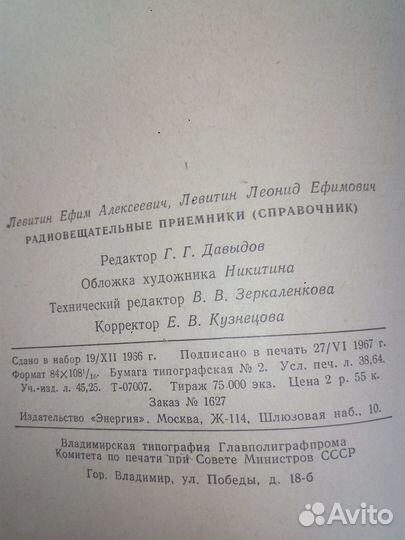 Левитин Ефим Алексеевич, Левитин Леонид Ефимович
РАДИОВЕЩАТЕЛЬНЫЕ ПРИЕМНИКИ (СПРАВОЧНИК)
Редактор Г. Г. Давыдов
Обложка художника Никитина
Технический редактор В. В. Зеркаленкова
Корректор Е. В. Кузнецова
Сдано в набор 19/XII 1966 г. Подписано в печать 27/VI 1967 г.
Формат 84×108¹/₁₆. Бумага типографская № 2. Усл. печ. л. 38,64.
Уч.-изд. л. 45,25. Т-07007. Тираж 75 000 экз. Цена 2 р. 55 к.
Заказ № 1627
Издательство «Энергия». Москва, Ж-114, Шлюзовая наб., 10.
Владимирская типография Главполиграфпрома
Комитета по печати при Совете Министров СССР
Гор. Владимир, ул. Победы, д. 18-б
Avito